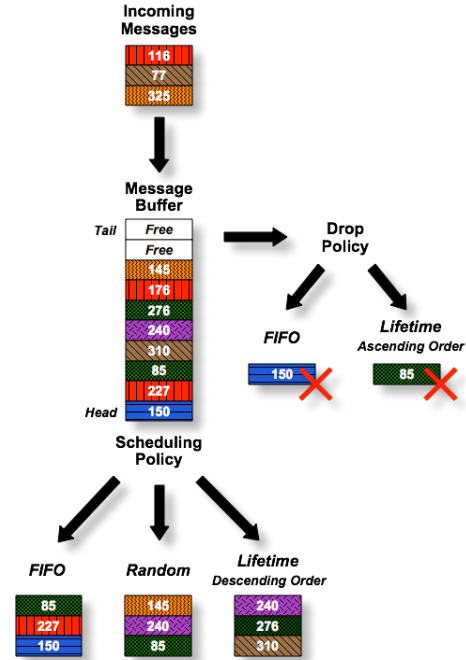 Incoming
Messages
116
77
325
Message
Buffer
Tail
Free
Free
145
176
276
240
310
85
227
Head
150
Drop
Policy
FIFO
150
Lifetime
Ascending Order
85
Scheduling
Policy
FIFO
85
227
150
Random
145
240
85
Lifetime
Descending Order
240
276
310